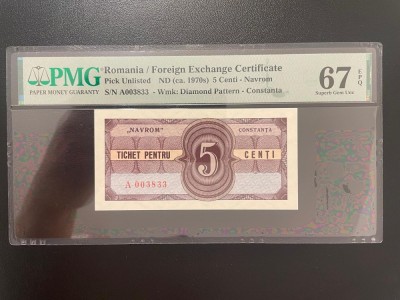 PMG
PAPER MONEY GUARANTY
Romania / Foreign Exchange Certificate
Pick Unlisted ND (ca. 1970s) 5 Centi - Navrom
S/N A003833 - Wmk: Diamond Pattern - Constanta
67 EPQ
Superb Gem Unc
„NAVROM” CONSTANȚA
TICHET PENTRU 5 CENTI
A 003833